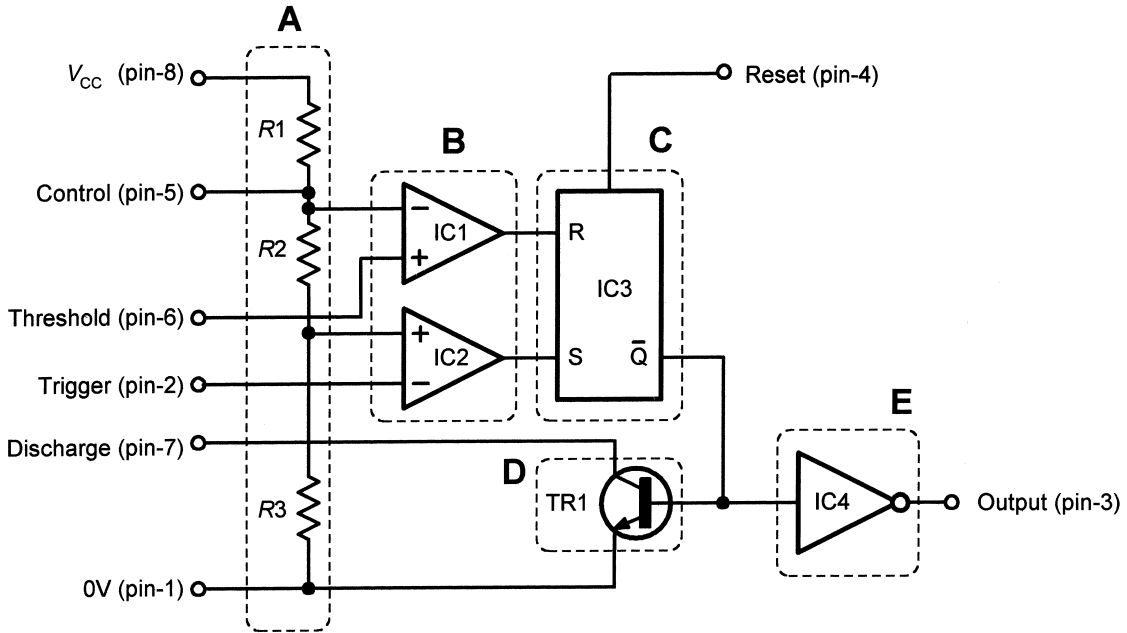 A
VCC (pin-8)
Reset (pin-4)
R1
B
C
Control (pin-5)
−
IC1
+
R
R2
IC3
Threshold (pin-6)
+
IC2
−
S
Q̅
Trigger (pin-2)
E
Discharge (pin-7)
D
TR1
IC4
Output (pin-3)
R3
0V (pin-1)